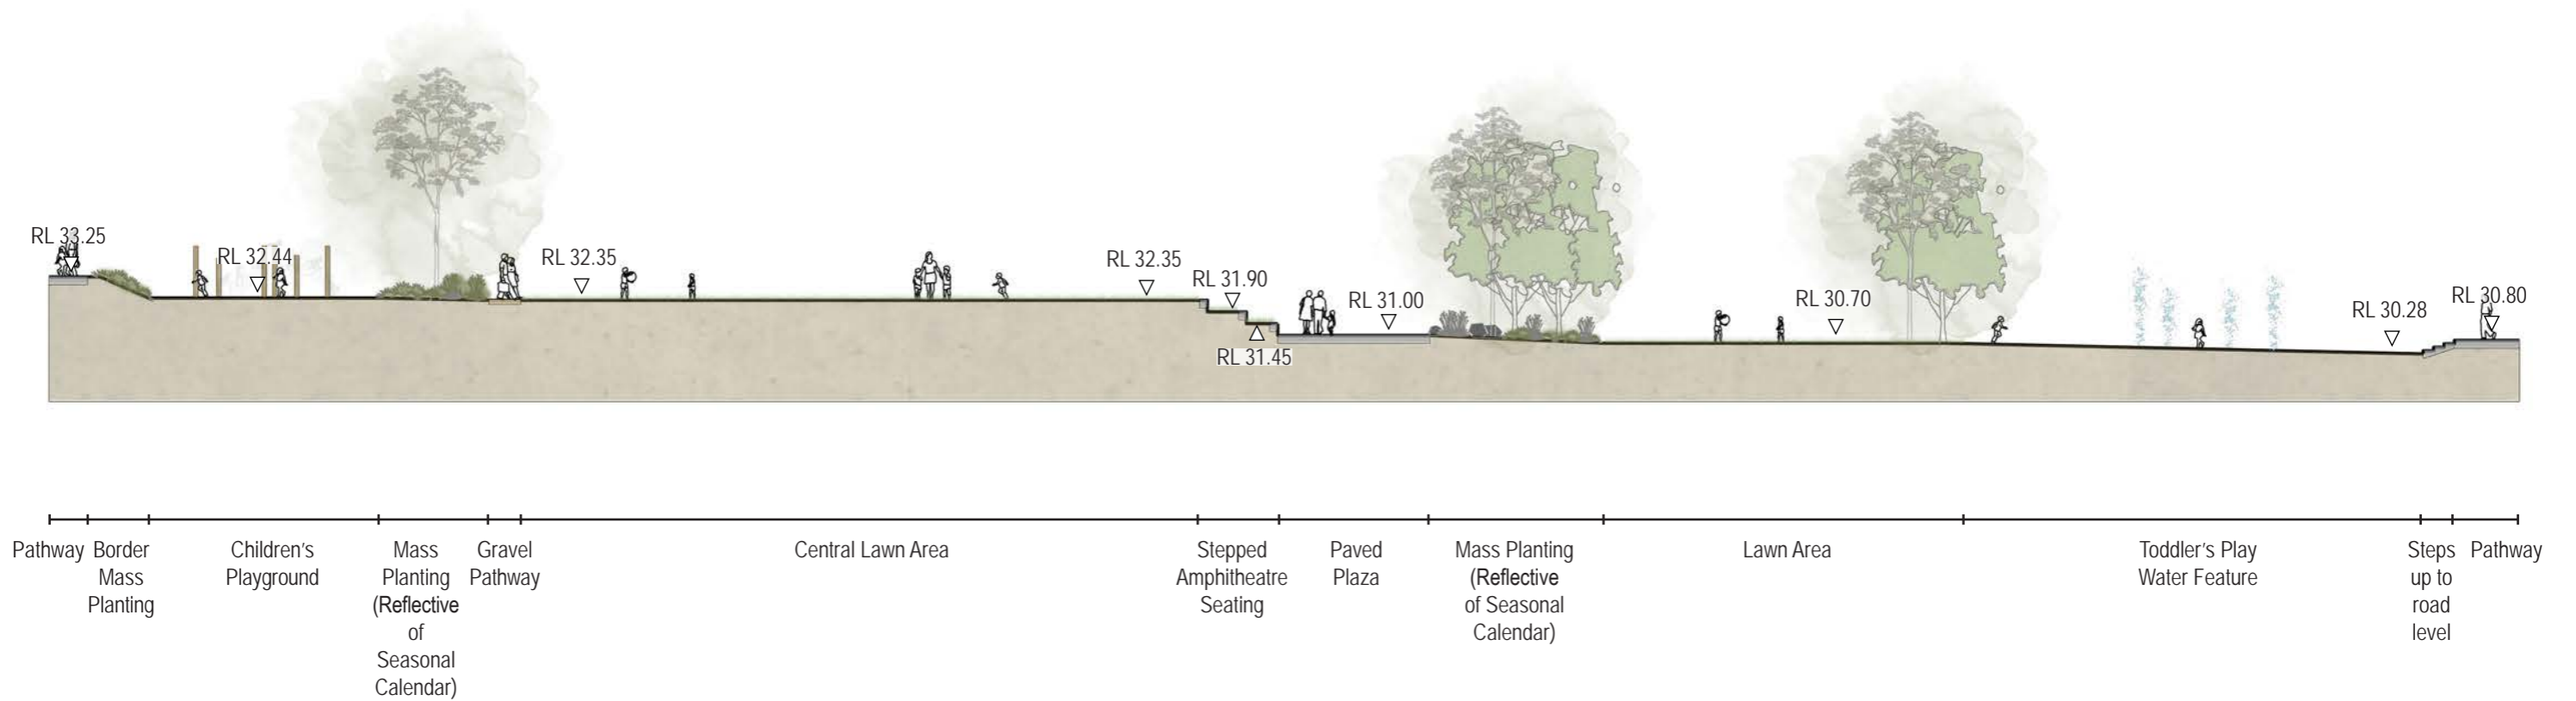 RL 33.25
RL 32.44
RL 32.35
RL 32.35
RL 31.90
RL 31.45
RL 31.00
RL 30.70
RL 30.28
RL 30.80
Pathway
Border
Mass
Planting
Children's
Playground
Mass
Planting
(Reflective
of
Seasonal
Calendar)
Gravel
Pathway
Central Lawn Area
Stepped
Amphitheatre
Seating
Paved
Plaza
Mass Planting
(Reflective
of Seasonal
Calendar)
Lawn Area
Toddler's Play
Water Feature
Steps
up to
road
level
Pathway